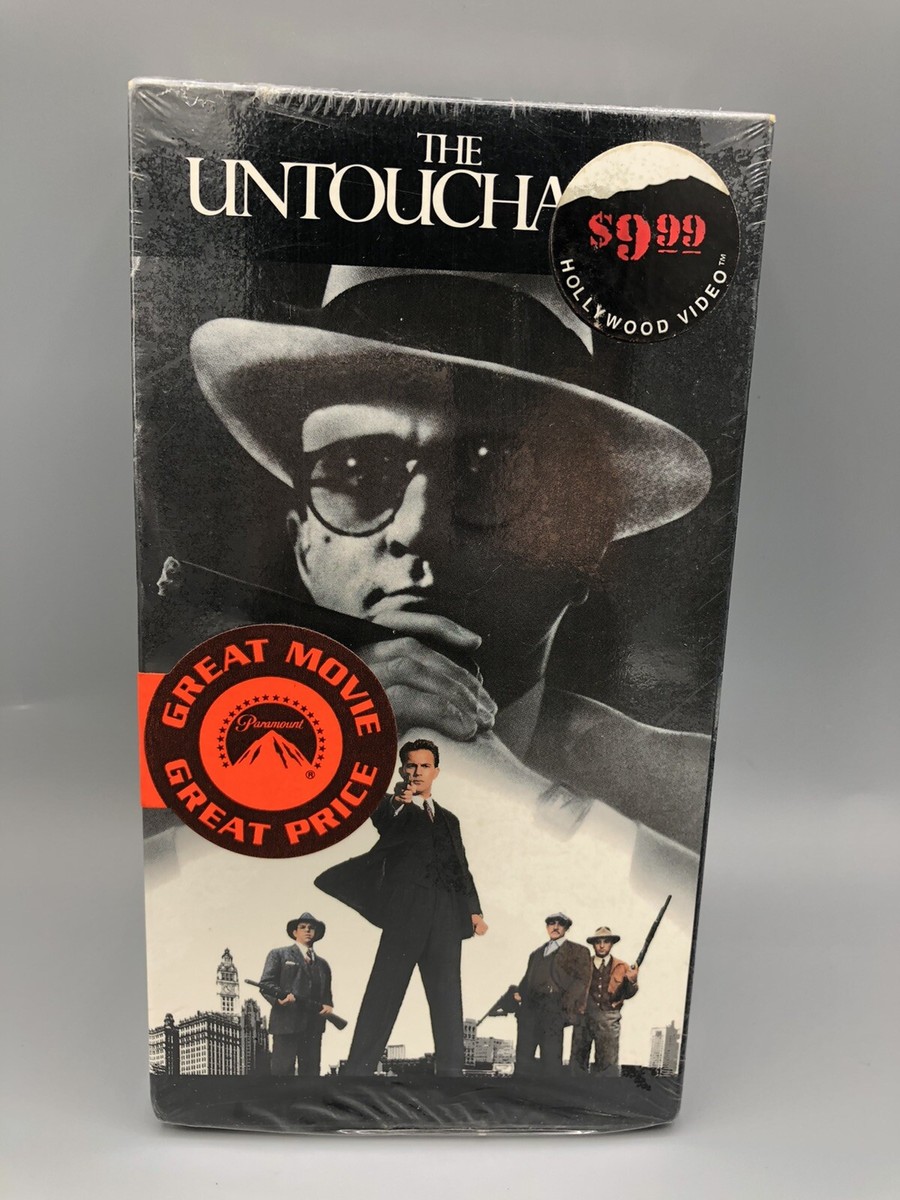 THE
UNTOUCHA
$9.99
HOLLYWOOD VIDEO™
GREAT MOVIE
Paramount
®
GREAT PRICE